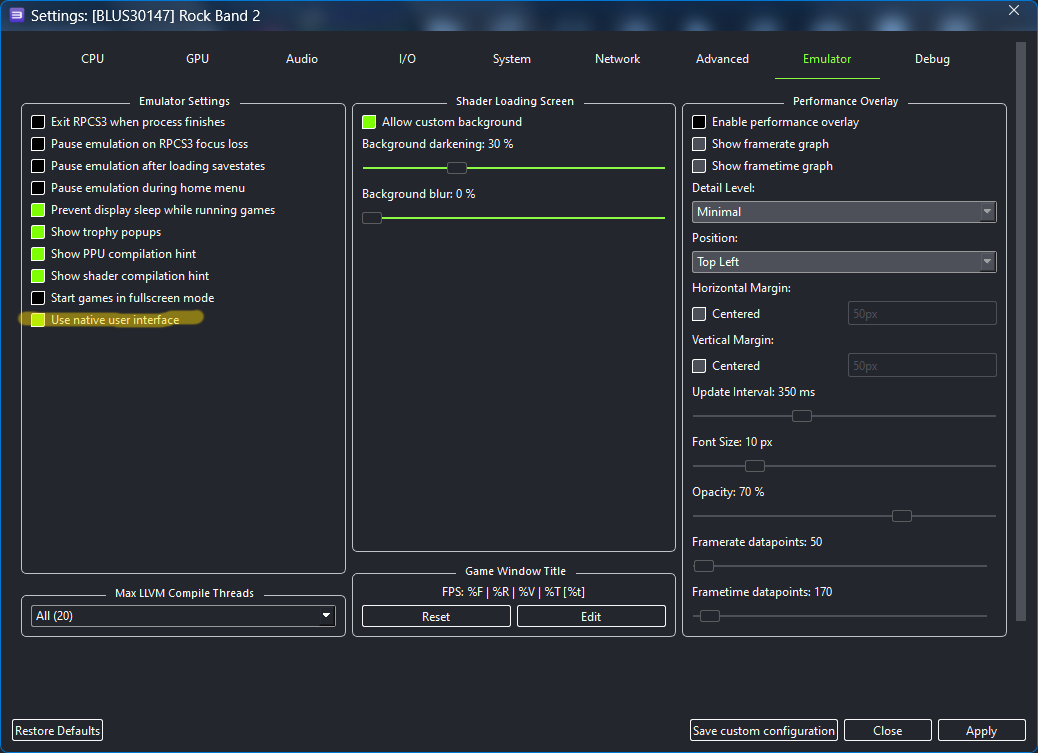 Settings: [BLUS30147] Rock Band 2
CPU GPU Audio I/O System Network Advanced Emulator Debug
Emulator Settings
Exit RPCS3 when process finishes
Pause emulation on RPCS3 focus loss
Pause emulation after loading savestates
Pause emulation during home menu
Prevent display sleep while running games
Show trophy popups
Show PPU compilation hint
Show shader compilation hint
Start games in fullscreen mode
Use native user interface
Max LLVM Compile Threads
All (20)
Shader Loading Screen
Allow custom background
Background darkening: 30 %
Background blur: 0 %
Game Window Title
FPS: %F | %R | %V | %T [%t]
Reset Edit
Performance Overlay
Enable performance overlay
Show framerate graph
Show frametime graph
Detail Level:
Minimal
Position:
Top Left
Horizontal Margin:
Centered 50px
Vertical Margin:
Centered 50px
Update Interval: 350 ms
Font Size: 10 px
Opacity: 70 %
Framerate datapoints: 50
Frametime datapoints: 170
Restore Defaults Save custom configuration Close Apply